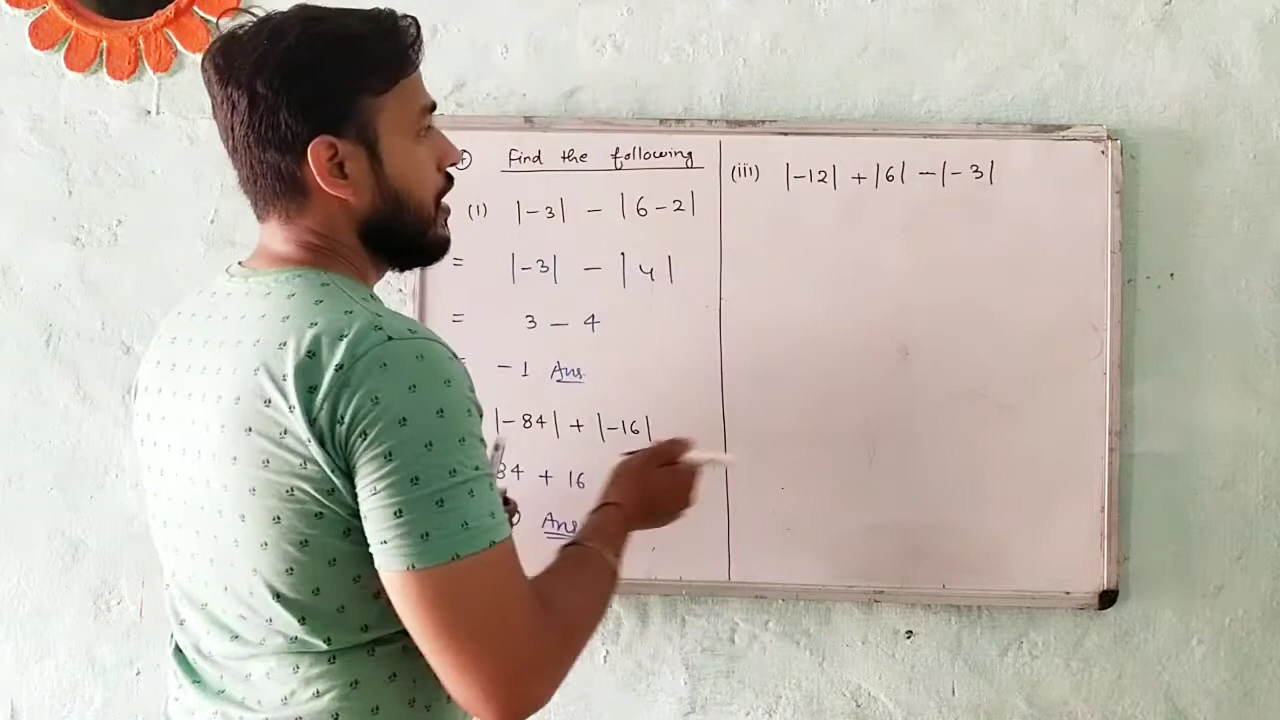 Find the following
(1) |-3| - |6-2|
= |-3| - |4|
= 3 - 4
-1 Ans.
|-84| + |-16|
84 + 16
Ans
(iii) |-12| + |6| - |-3|